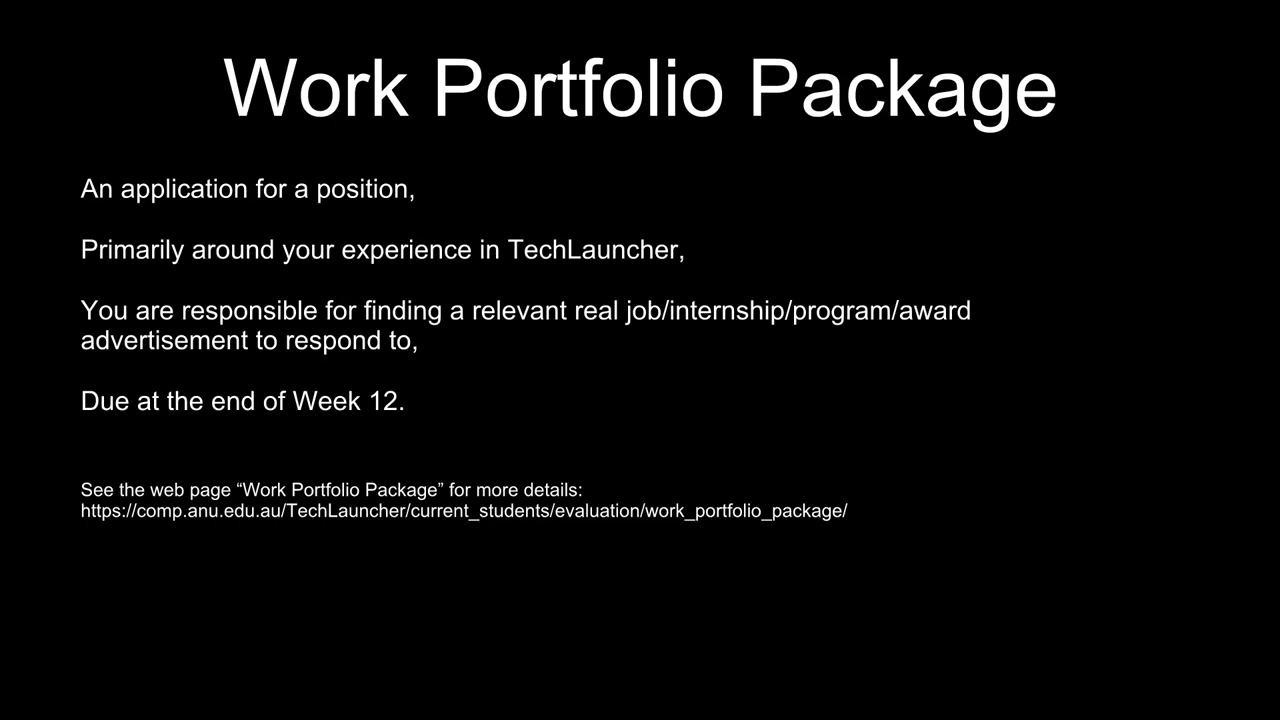 Work Portfolio Package
An application for a position,
Primarily around your experience in TechLauncher,
You are responsible for finding a relevant real job/internship/program/award
advertisement to respond to,
Due at the end of Week 12.
See the web page “Work Portfolio Package” for more details:
https://comp.anu.edu.au/TechLauncher/current_students/evaluation/work_portfolio_package/